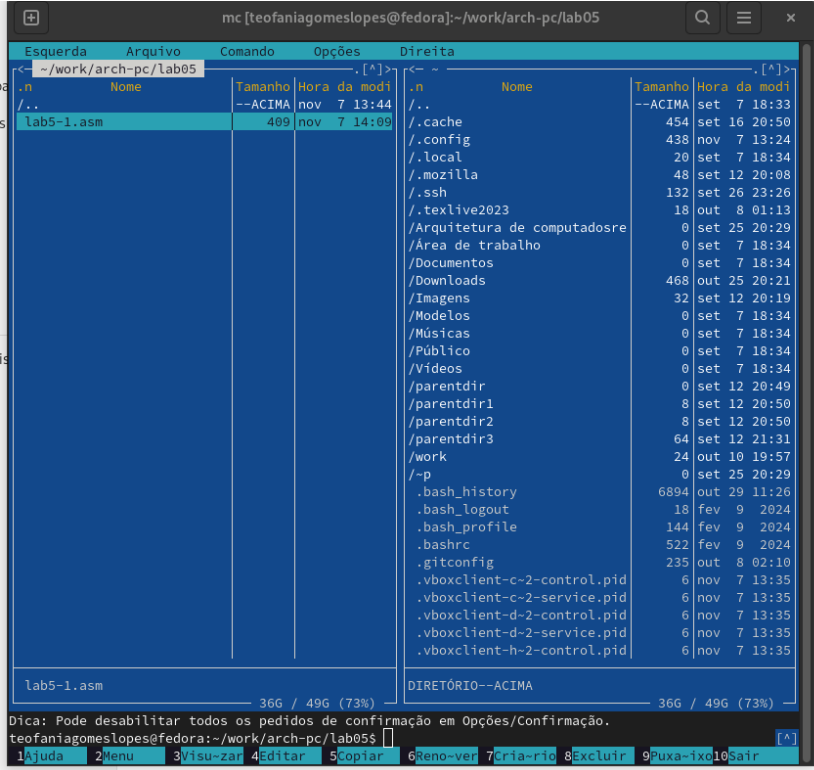 mc [teofaniagomeslopes@fedora]:~/work/arch-pc/lab05
Esquerda Arquivo Comando Opções Direita
<─ ~/work/arch-pc/lab05 .[^]>
.n Nome Tamanho Hora da modi
/.. --ACIMA nov 7 13:44
lab5-1.asm 409 nov 7 14:09
lab5-1.asm
36G / 49G (73%)
<─ ~ .[^]>
.n Nome Tamanho Hora da modi
/.. --ACIMA set 7 18:33
/.cache 454 set 16 20:50
/.config 438 nov 7 13:24
/.local 20 set 7 18:34
/.mozilla 48 set 12 20:08
/.ssh 132 set 26 23:26
/.texlive2023 18 out 8 01:13
/Arquitetura de computadosre 0 set 25 20:29
/Área de trabalho 0 set 7 18:34
/Documentos 0 set 7 18:34
/Downloads 468 out 25 20:21
/Imagens 32 set 12 20:19
/Modelos 0 set 7 18:34
/Músicas 0 set 7 18:34
/Público 0 set 7 18:34
/Vídeos 0 set 7 18:34
/parentdir 0 set 12 20:49
/parentdir1 8 set 12 20:50
/parentdir2 8 set 12 20:50
/parentdir3 64 set 12 21:31
/work 24 out 10 19:57
/~p 0 set 25 20:29
.bash_history 6894 out 29 11:26
.bash_logout 18 fev 9 2024
.bash_profile 144 fev 9 2024
.bashrc 522 fev 9 2024
.gitconfig 235 out 8 02:10
.vboxclient-c~2-control.pid 6 nov 7 13:35
.vboxclient-c~2-service.pid 6 nov 7 13:35
.vboxclient-d~2-control.pid 6 nov 7 13:35
.vboxclient-d~2-service.pid 6 nov 7 13:35
.vboxclient-h~2-control.pid 6 nov 7 13:35
DIRETÓRIO--ACIMA
36G / 49G (73%)
Dica: Pode desabilitar todos os pedidos de confirmação em Opções/Confirmação.
teofaniagomeslopes@fedora:~/work/arch-pc/lab05$ [^]
1Ajuda 2Menu 3Visu~zar 4Editar 5Copiar 6Reno~ver 7Cria~rio 8Excluir 9Puxa~ixo 10Sair